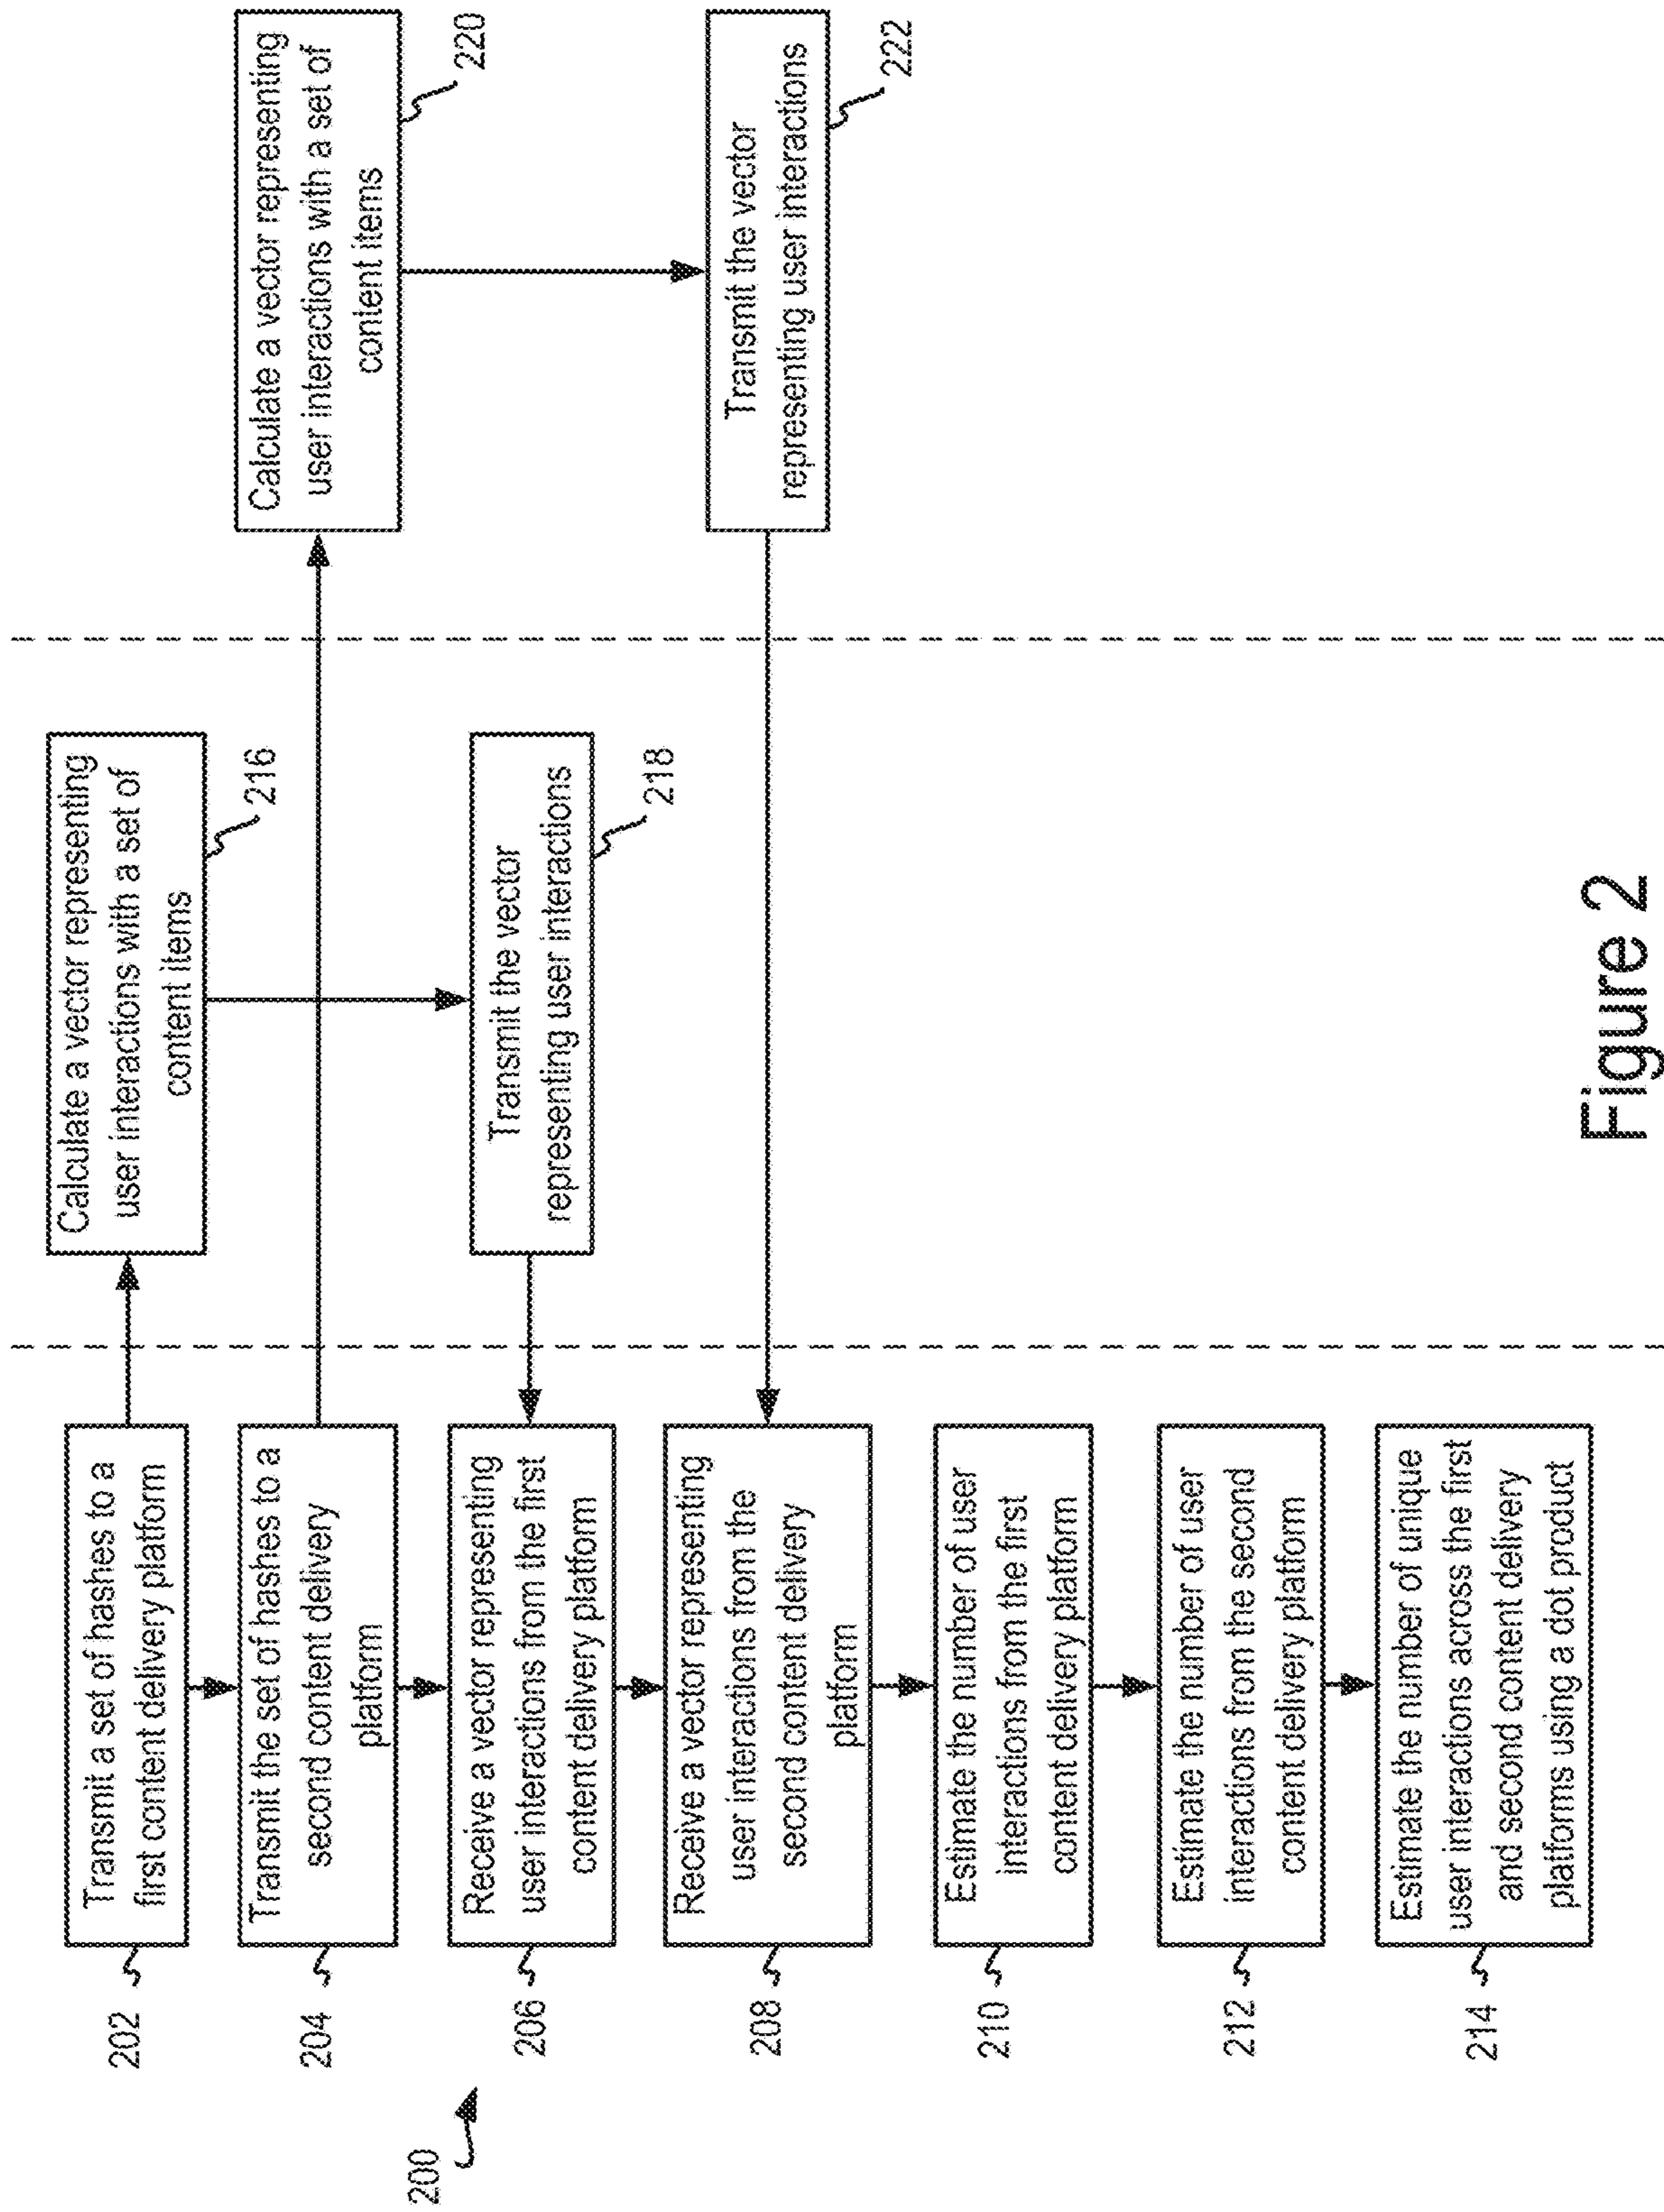 200
202
Transmit a set of hashes to a
first content delivery platform
204
Transmit the set of hashes to a
second content delivery
platform
206
Receive a vector representing
user interactions from the first
content delivery platform
208
Receive a vector representing
user interactions from the
second content delivery
platform
210
Estimate the number of user
interactions from the first
content delivery platform
212
Estimate the number of user
interactions from the second
content delivery platform
214
Estimate the number of unique
user interactions across the first
and second content delivery
platforms using a dot product
Calculate a vector representing
user interactions with a set of
content items
216
Transmit the vector
representing user interactions
218
Calculate a vector representing
user interactions with a set of
content items
220
Transmit the vector
representing user interactions
222
Figure 2